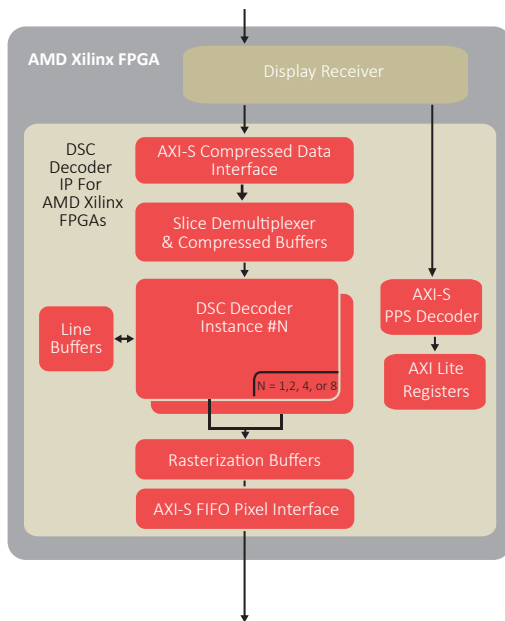 AMD Xilinx FPGA
Display Receiver
DSC
Decoder
IP For
AMD Xilinx
FPGAs
AXI-S Compressed Data
Interface
Slice Demultiplexer
& Compressed Buffers
DSC Decoder
Instance #N
N = 1,2, 4, or 8
Line
Buffers
AXI-S
PPS Decoder
AXI Lite
Registers
Rasterization Buffers
AXI-S FIFO Pixel Interface